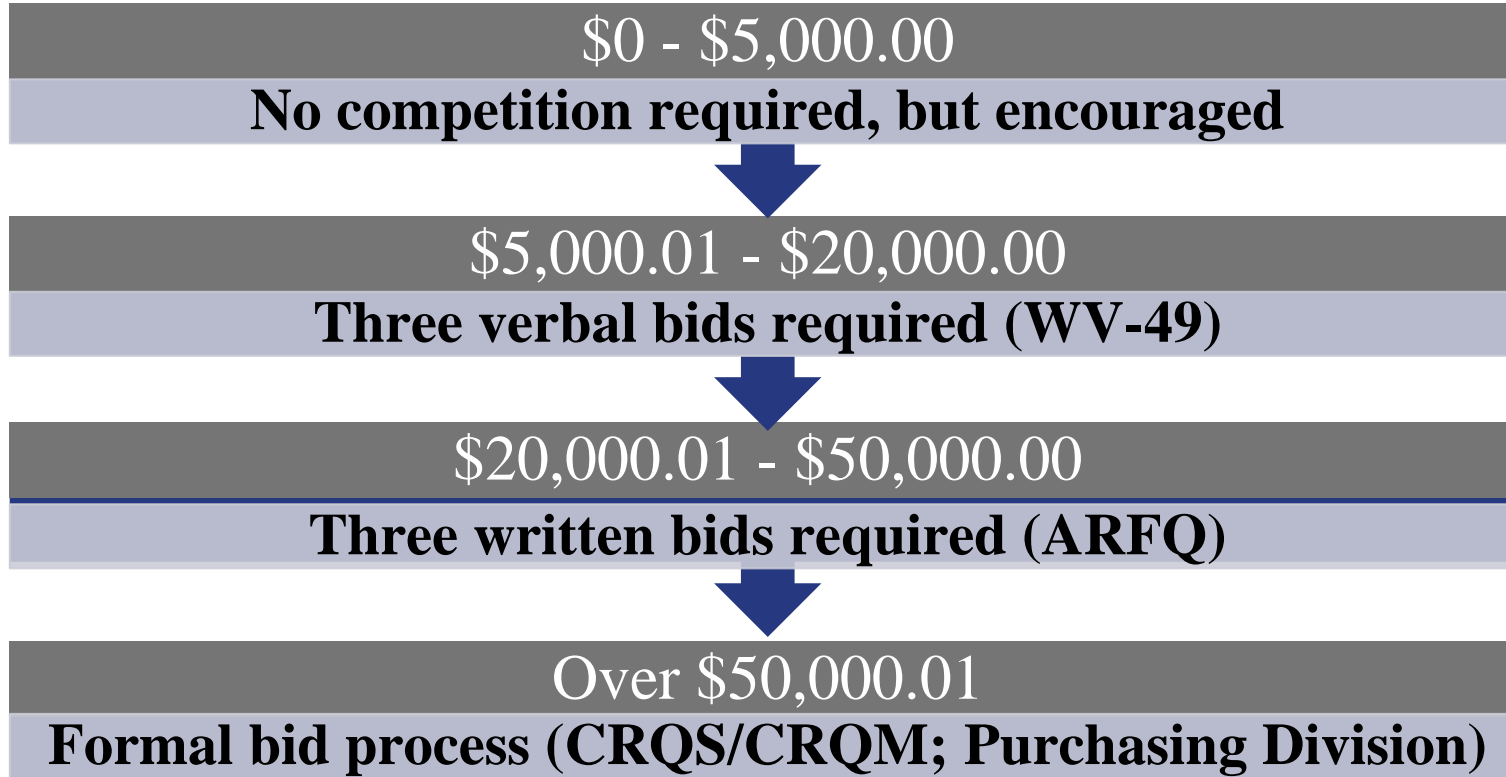 $0 - $5,000.00
No competition required, but encouraged
$5,000.01 - $20,000.00
Three verbal bids required (WV-49)
$20,000.01 - $50,000.00
Three written bids required (ARFQ)
Over $50,000.01
Formal bid process (CRQS/CRQM; Purchasing Division)